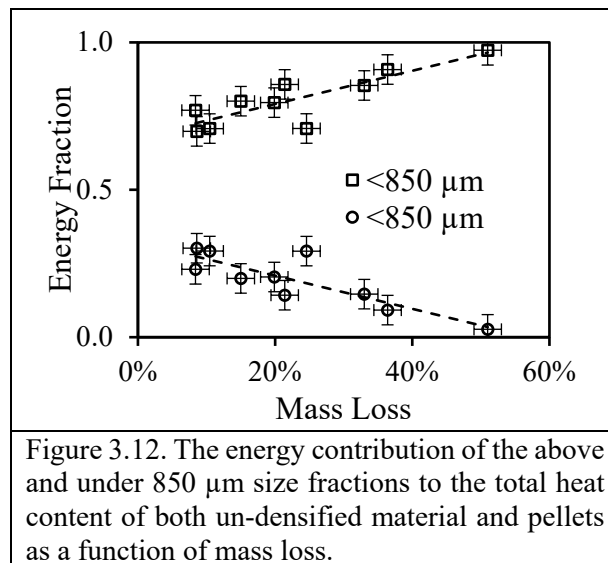 1.0
0.5
0.0
Energy Fraction
<850 µm
<850 µm
0%
20%
40%
60%
Mass Loss
Figure 3.12. The energy contribution of the above
and under 850 µm size fractions to the total heat
content of both un-densified material and pellets
as a function of mass loss.